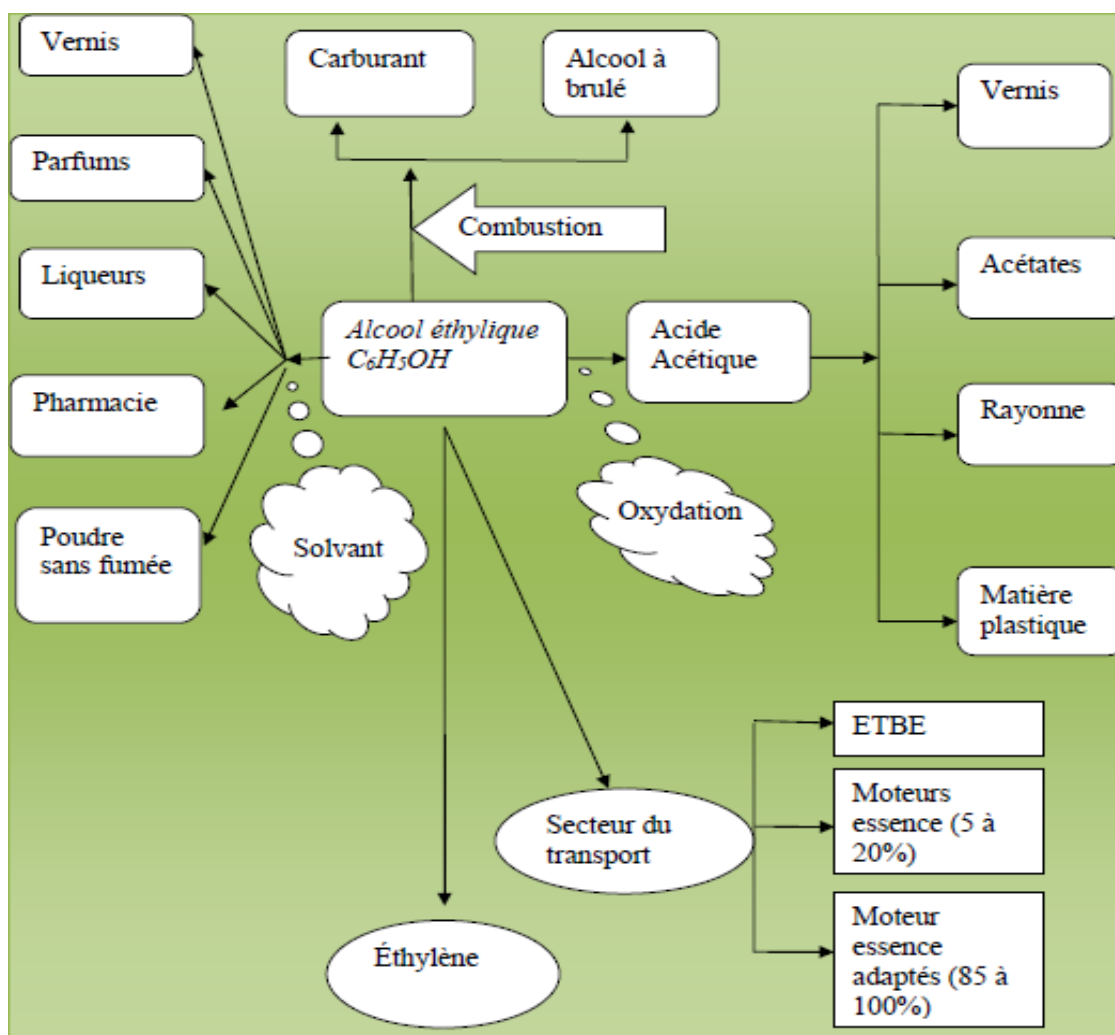 Vernis
Carburant
Alcool à
brulé
Vernis
Parfums
Combustion
Liqueurs
Acétates
Alcool éthylique
C₆H₅OH
Acide
Acétique
Pharmacie
Rayonne
Poudre
sans fumée
Solvant
Oxydation
Matière
plastique
ETBE
Secteur du
transport
Moteurs
essence (5 à
20%)
Éthylène
Moteur
essence
adaptés (85 à
100%)